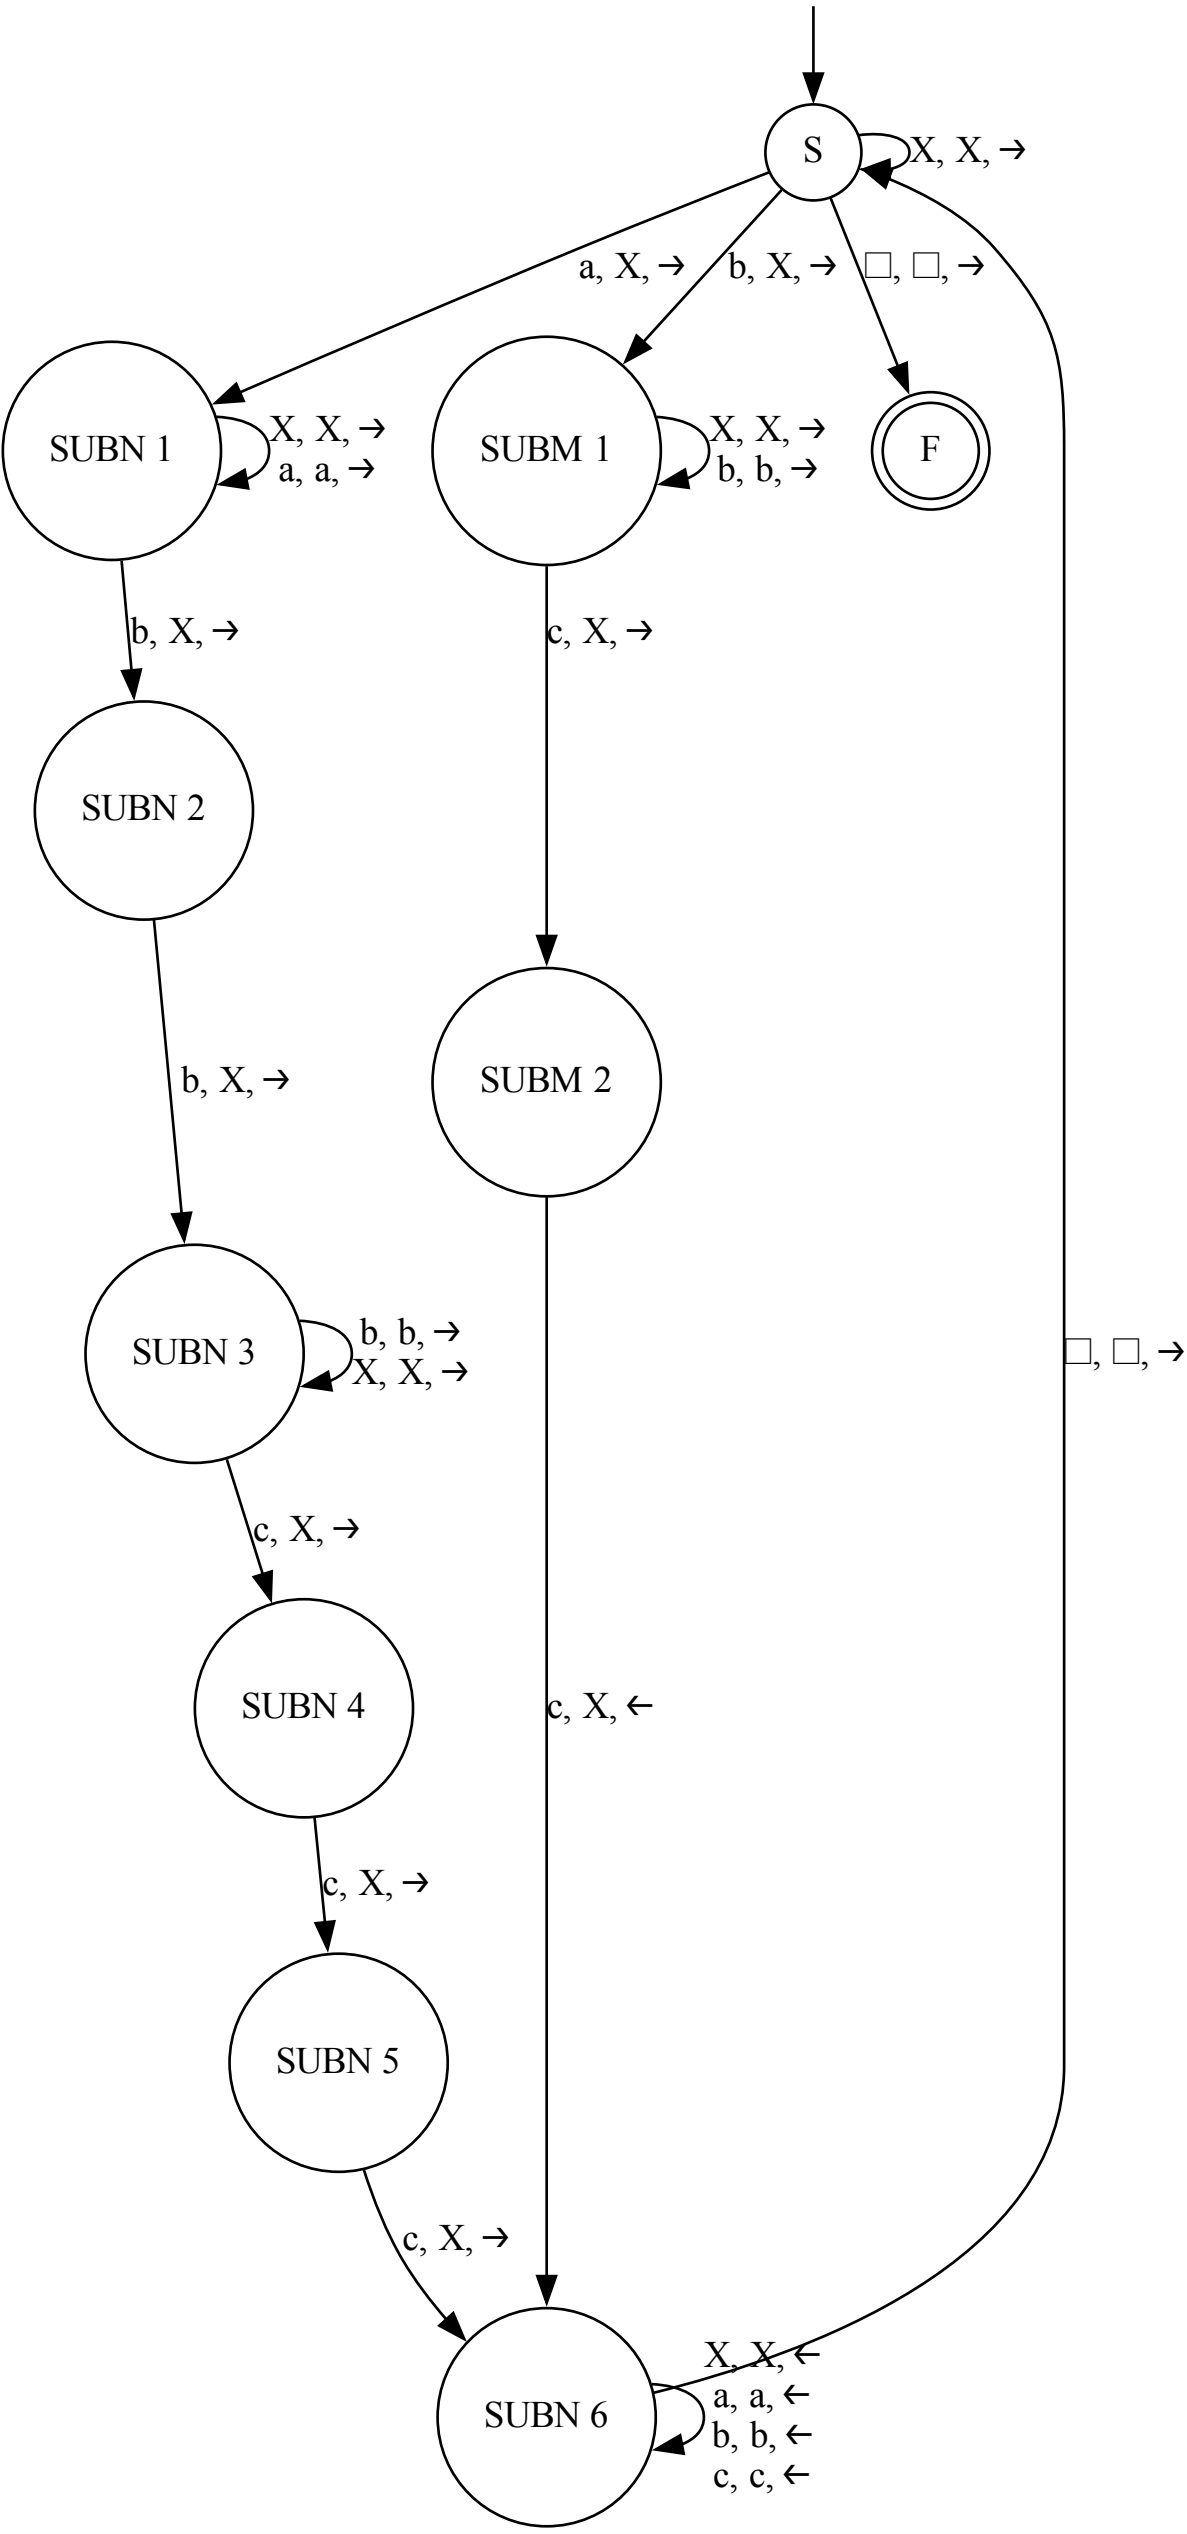 S
X, X, →
a, X, →
b, X, →
□, □, →
SUBN 1
X, X, →
a, a, →
SUBM 1
X, X, →
b, b, →
F
b, X, →
c, X, →
SUBN 2
SUBM 2
b, X, →
SUBN 3
b, b, →
X, X, →
□, □, →
c, X, →
SUBN 4
c, X, ←
c, X, →
SUBN 5
c, X, →
SUBN 6
X, X, ←
a, a, ←
b, b, ←
c, c, ←